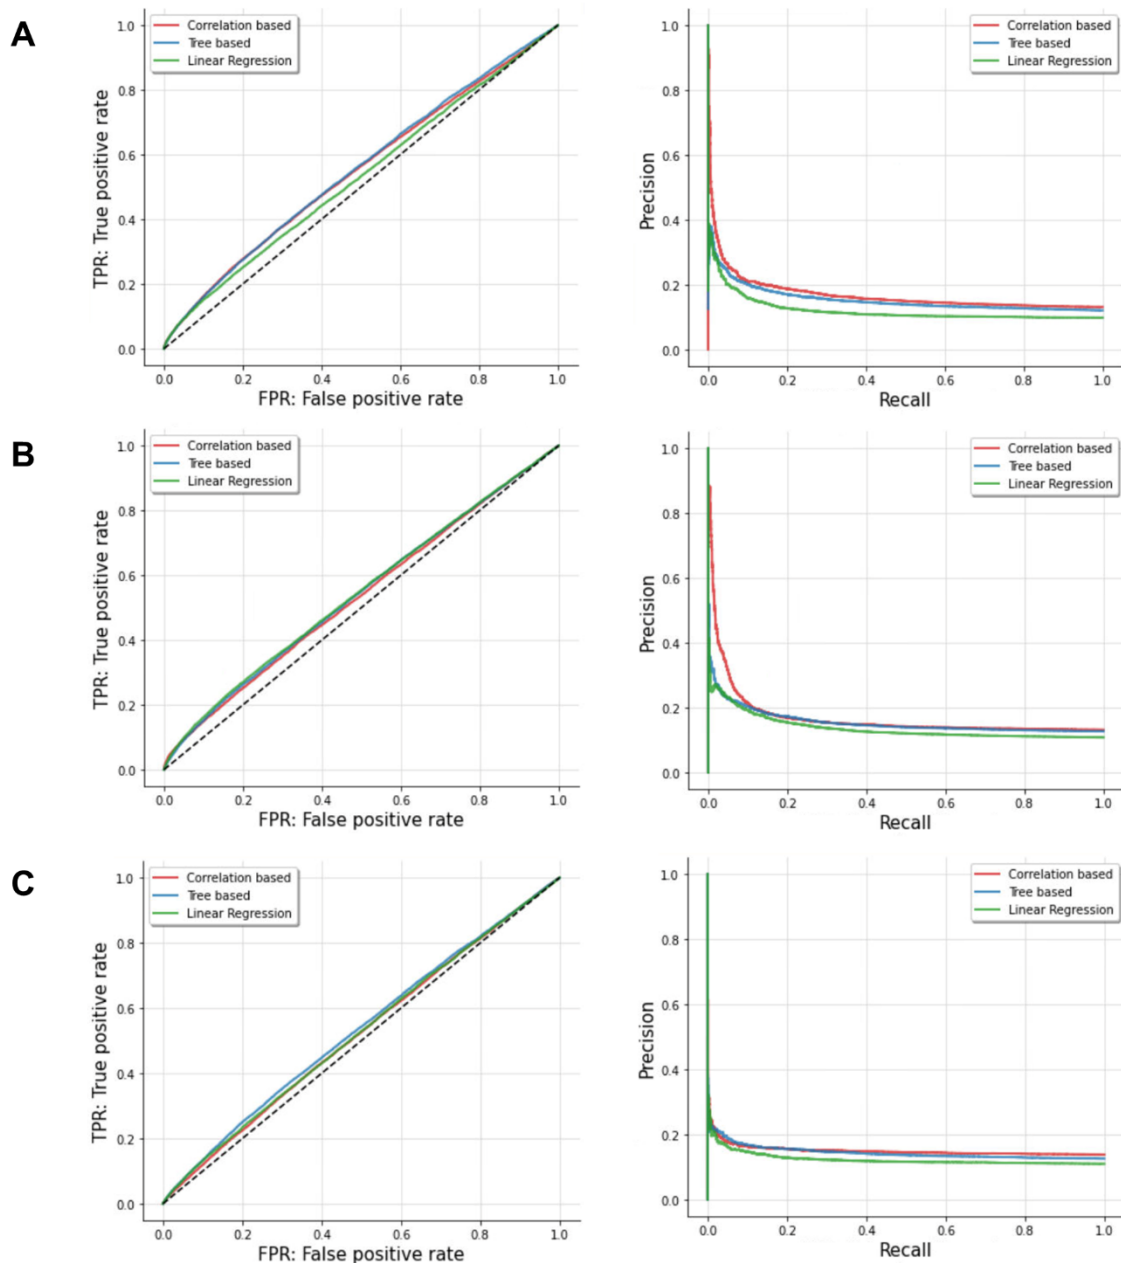 A
Correlation based
Tree based
Linear Regression
1.0
0.8
0.6
0.4
0.2
0.0
TPR: True positive rate
0.0 0.2 0.4 0.6 0.8 1.0
FPR: False positive rate
Correlation based
Tree based
Linear Regression
1.0
0.8
0.6
0.4
0.2
0.0
Precision
0.0 0.2 0.4 0.6 0.8 1.0
Recall
B
Correlation based
Tree based
Linear Regression
1.0
0.8
0.6
0.4
0.2
0.0
TPR: True positive rate
0.0 0.2 0.4 0.6 0.8 1.0
FPR: False positive rate
Correlation based
Tree based
Linear Regression
1.0
0.8
0.6
0.4
0.2
0.0
Precision
0.0 0.2 0.4 0.6 0.8 1.0
Recall
C
Correlation based
Tree based
Linear Regression
1.0
0.8
0.6
0.4
0.2
0.0
TPR: True positive rate
0.0 0.2 0.4 0.6 0.8 1.0
FPR: False positive rate
Correlation based
Tree based
Linear Regression
1.0
0.8
0.6
0.4
0.2
0.0
Precision
0.0 0.2 0.4 0.6 0.8 1.0
Recall